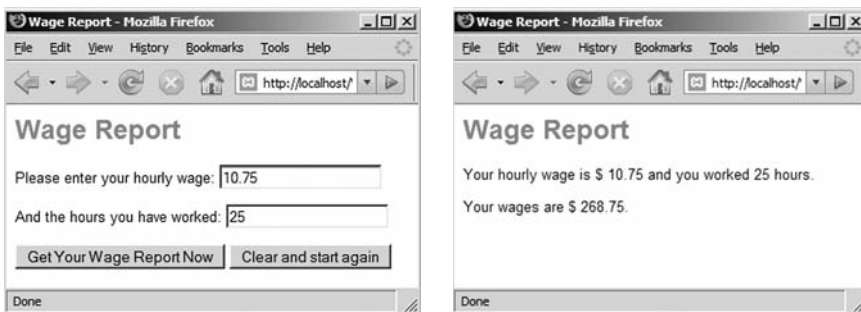 Wage Report - Mozilla Firefox
File Edit View History Bookmarks Tools Help
http://localhost/
Wage Report
Please enter your hourly wage: 10.75
And the hours you have worked: 25
Get Your Wage Report Now Clear and start again
Done
Wage Report - Mozilla Firefox
File Edit View History Bookmarks Tools Help
http://localhost/
Wage Report
Your hourly wage is $ 10.75 and you worked 25 hours.
Your wages are $ 268.75.
Done